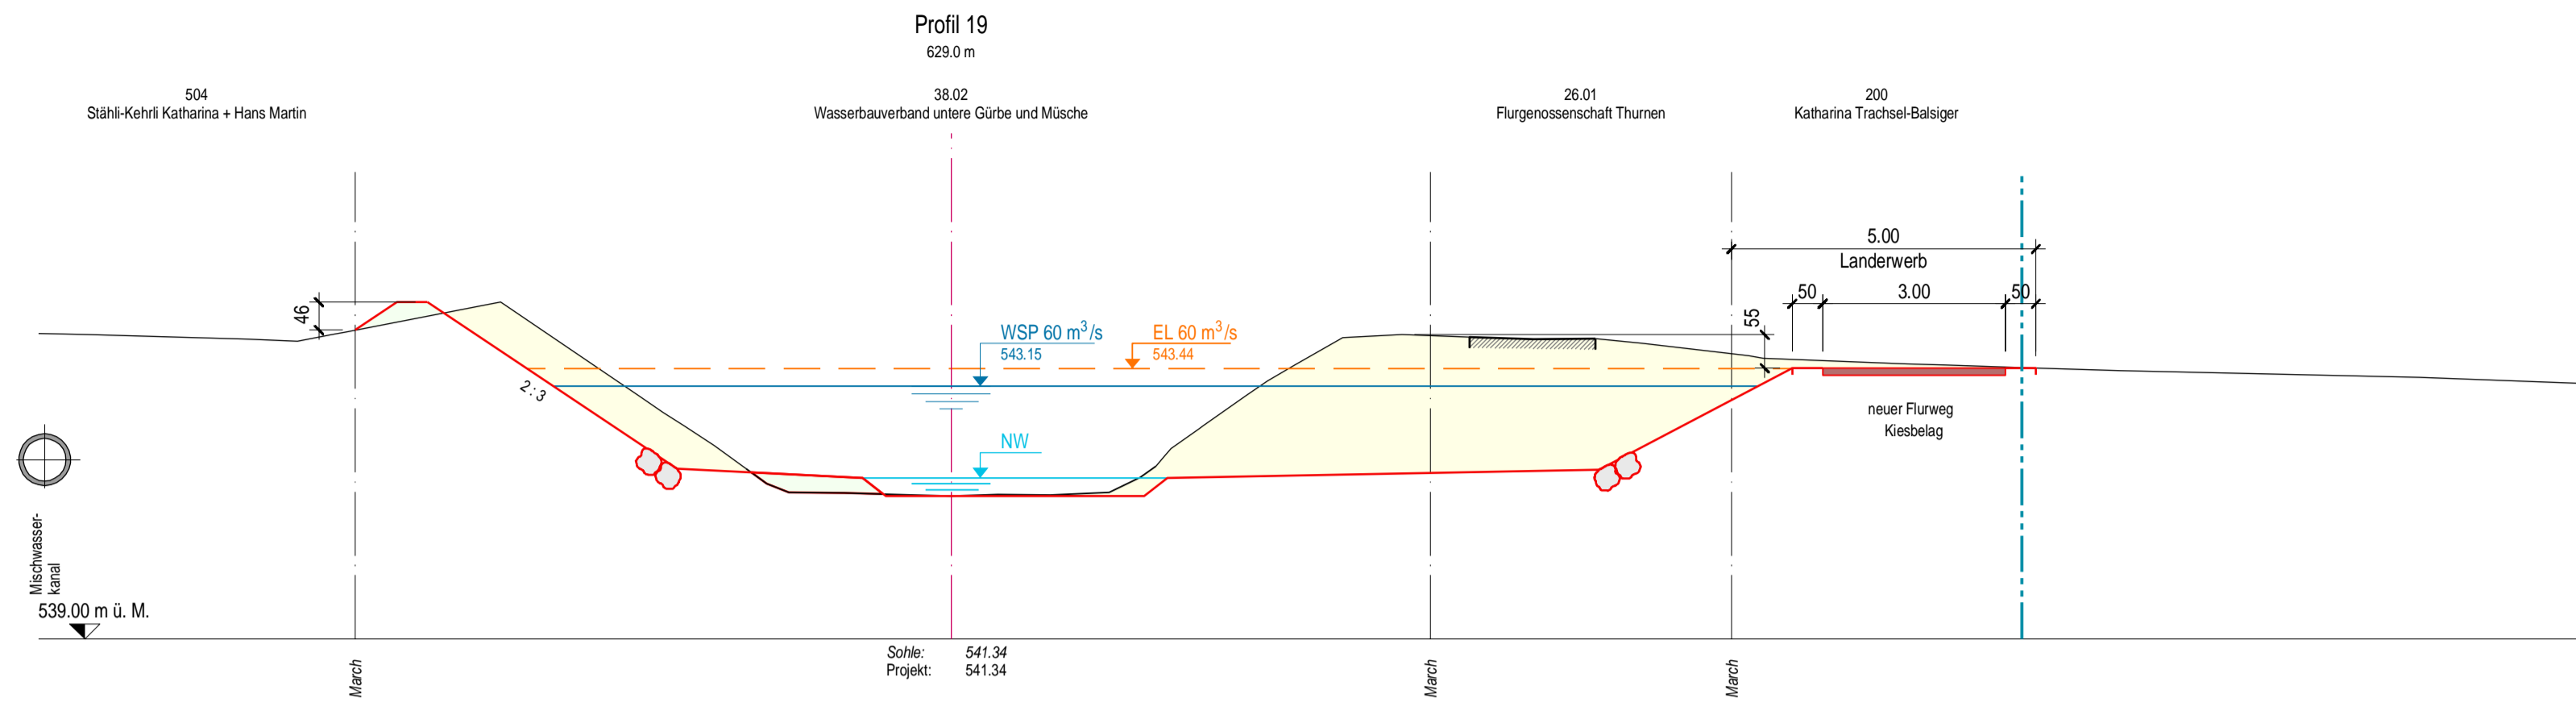 Profil 19
629.0 m
504
Stähli-Kehrli Katharina + Hans Martin
38.02
Wasserbauverband untere Gürbe und Müsche
26.01
Flurgenossenschaft Thurnen
200
Katharina Trachsel-Balsiger
5.00
Landerwerb
50
3.00
50
46
WSP 60 m³/s
543.15
EL 60 m³/s
543.44
55
2 : 3
neuer Flurweg
Kiesbelag
NW
Mischwasser-
kanal
539.00 m ü. M.
Sohle: 541.34
Projekt: 541.34
March
March
March